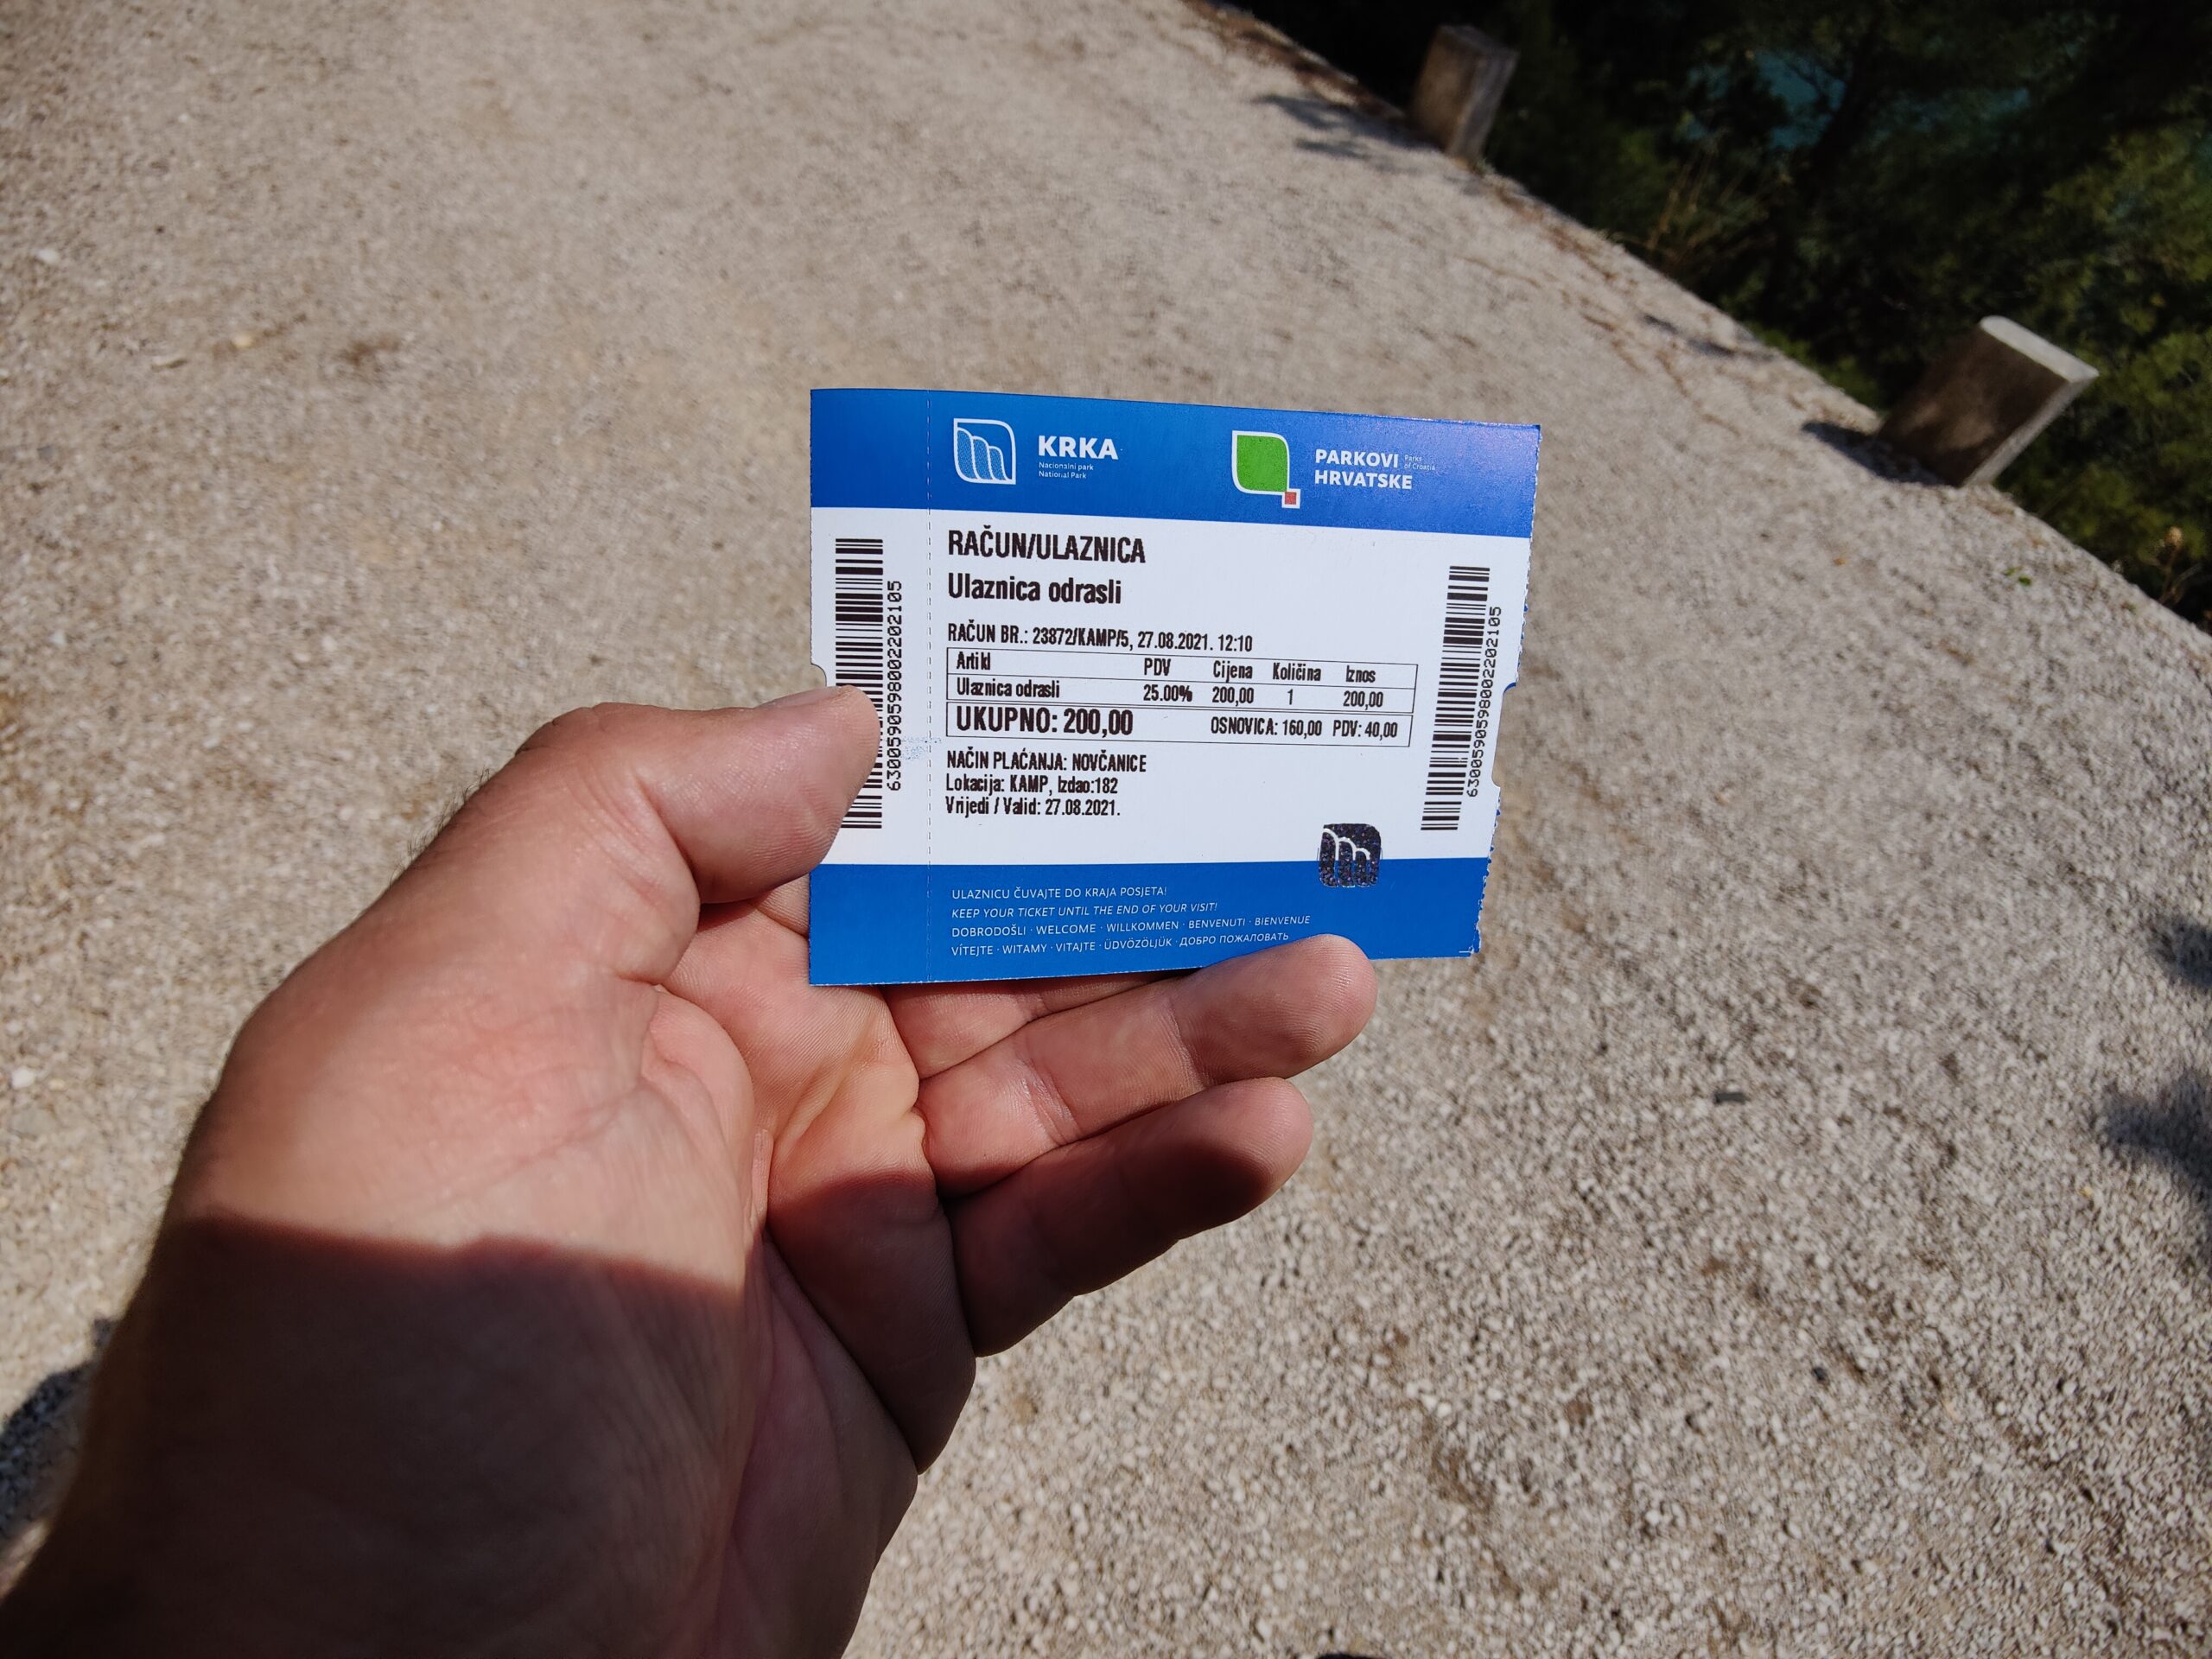 KRKA
Nacionalni park
National Park
PARKOVI HRVATSKE
Parks of Croatia
RAČUN/ULAZNICA
Ulaznica odrasli
RAČUN BR.: 23872/KAMP/5, 27.08.2021. 12:10
Artikl PDV Cijena Količina Iznos
Ulaznica odrasli 25.00% 200,00 1 200,00
UKUPNO: 200,00 OSNOVICA: 160,00 PDV: 40,00
NAČIN PLAĆANJA: NOVČANICE
Lokacija: KAMP, Izdao:182
Vrijedi / Valid: 27.08.2021.
ULAZNICU ČUVAJTE DO KRAJA POSJETA!
KEEP YOUR TICKET UNTIL THE END OF YOUR VISIT!
DOBRODOŠLI · WELCOME · WILLKOMMEN · BENVENUTI · BIENVENUE
VÍTEJTE · WITAMY · VITAJTE · ÜDVÖZÖLJÜK · ДОБРО ПОЖАЛОВАТЬ
6300590598002202105
6300590598002202105